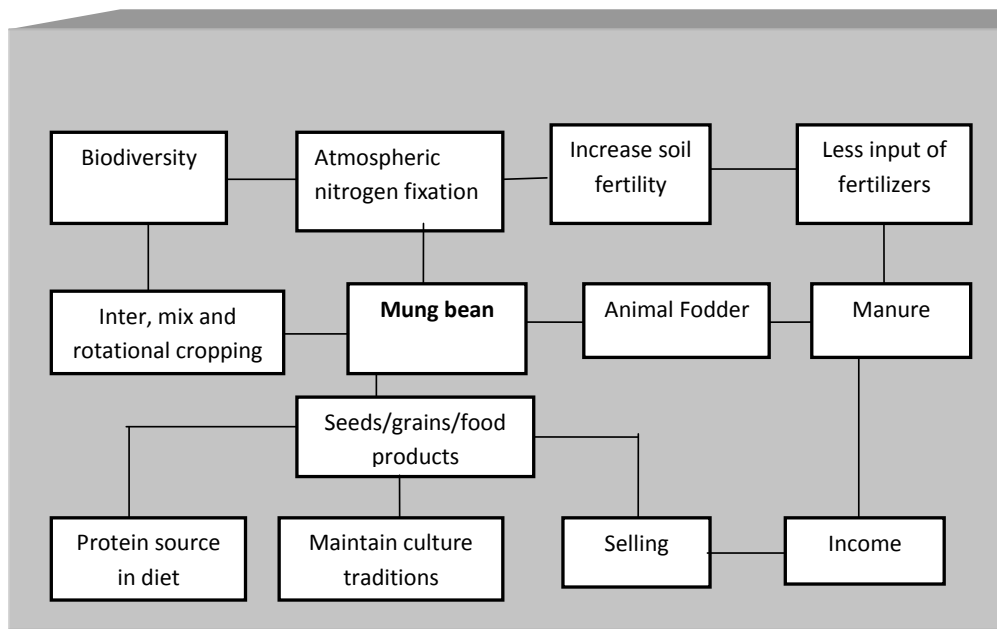 Biodiversity
Atmospheric
nitrogen fixation
Increase soil
fertility
Less input of
fertilizers
Inter, mix and
rotational cropping
Mung bean
Animal Fodder
Manure
Seeds/grains/food
products
Protein source
in diet
Maintain culture
traditions
Selling
Income